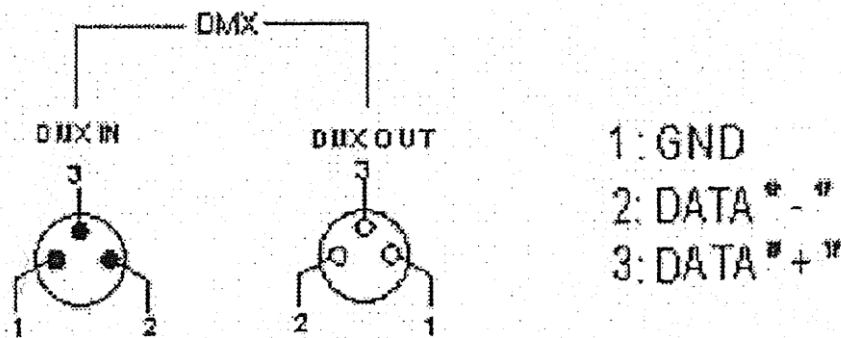 DMX
DMX IN
DMX OUT
3
3
1
2
2
1
1: GND
2: DATA "-"
3: DATA "+"